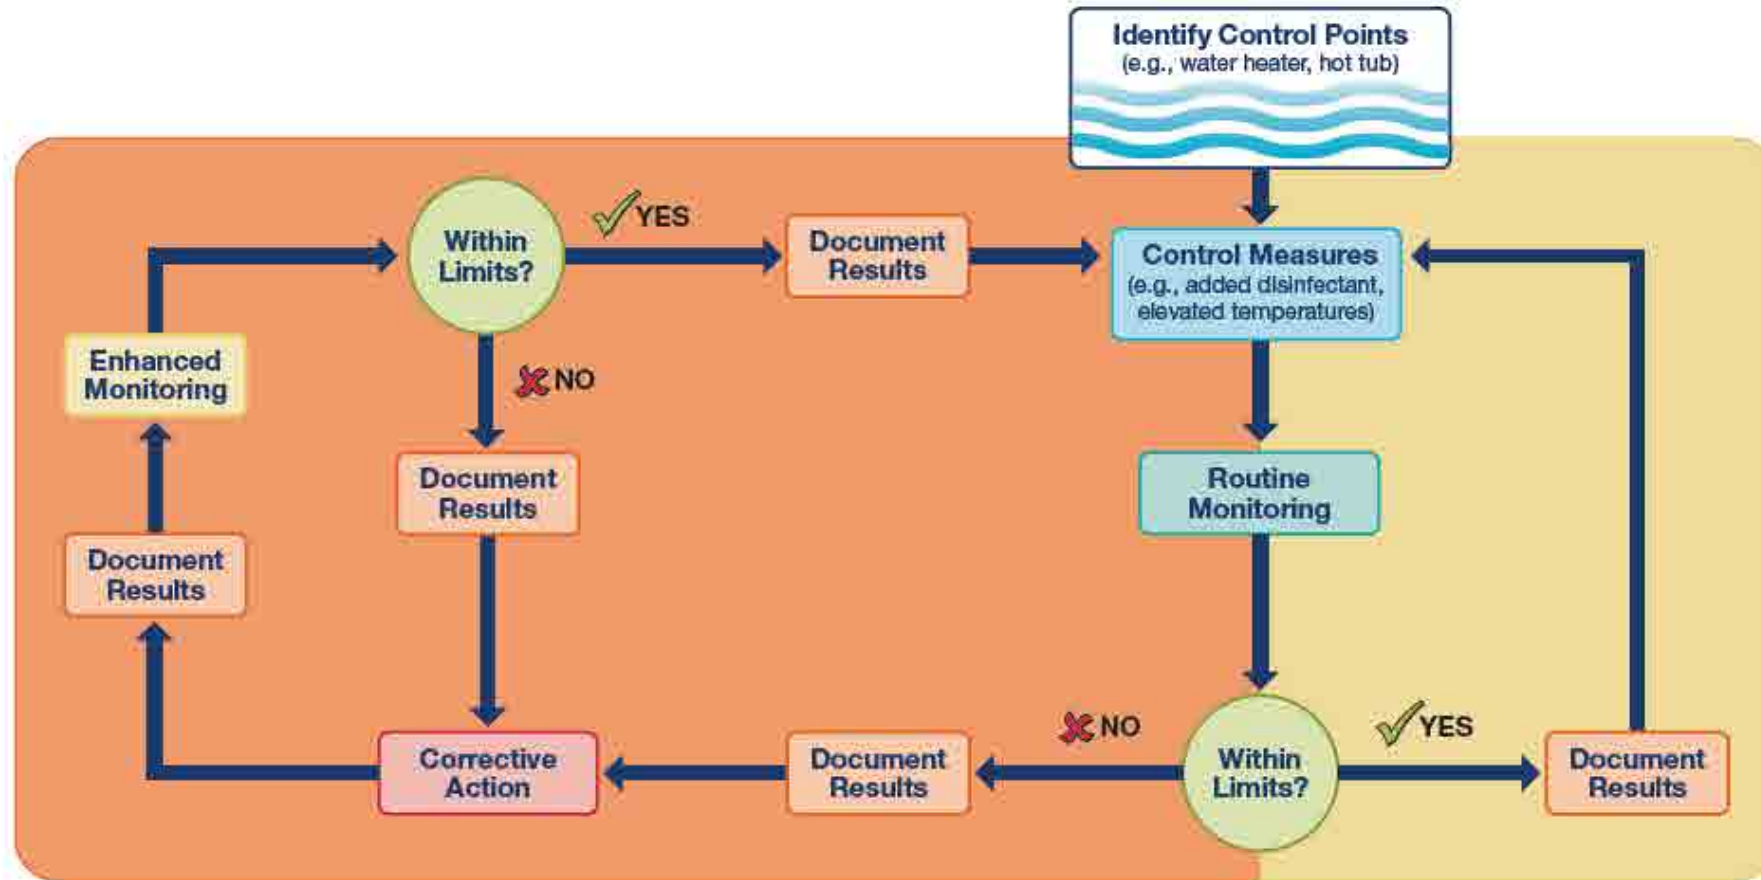 Identify Control Points
(e.g., water heater, hot tub)
Within
Limits?
YES
Document
Results
Control Measures
(e.g., added disinfectant,
elevated temperatures)
Enhanced
Monitoring
NO
Document
Results
Routine
Monitoring
Document
Results
Corrective
Action
Document
Results
NO
Within
Limits?
YES
Document
Results